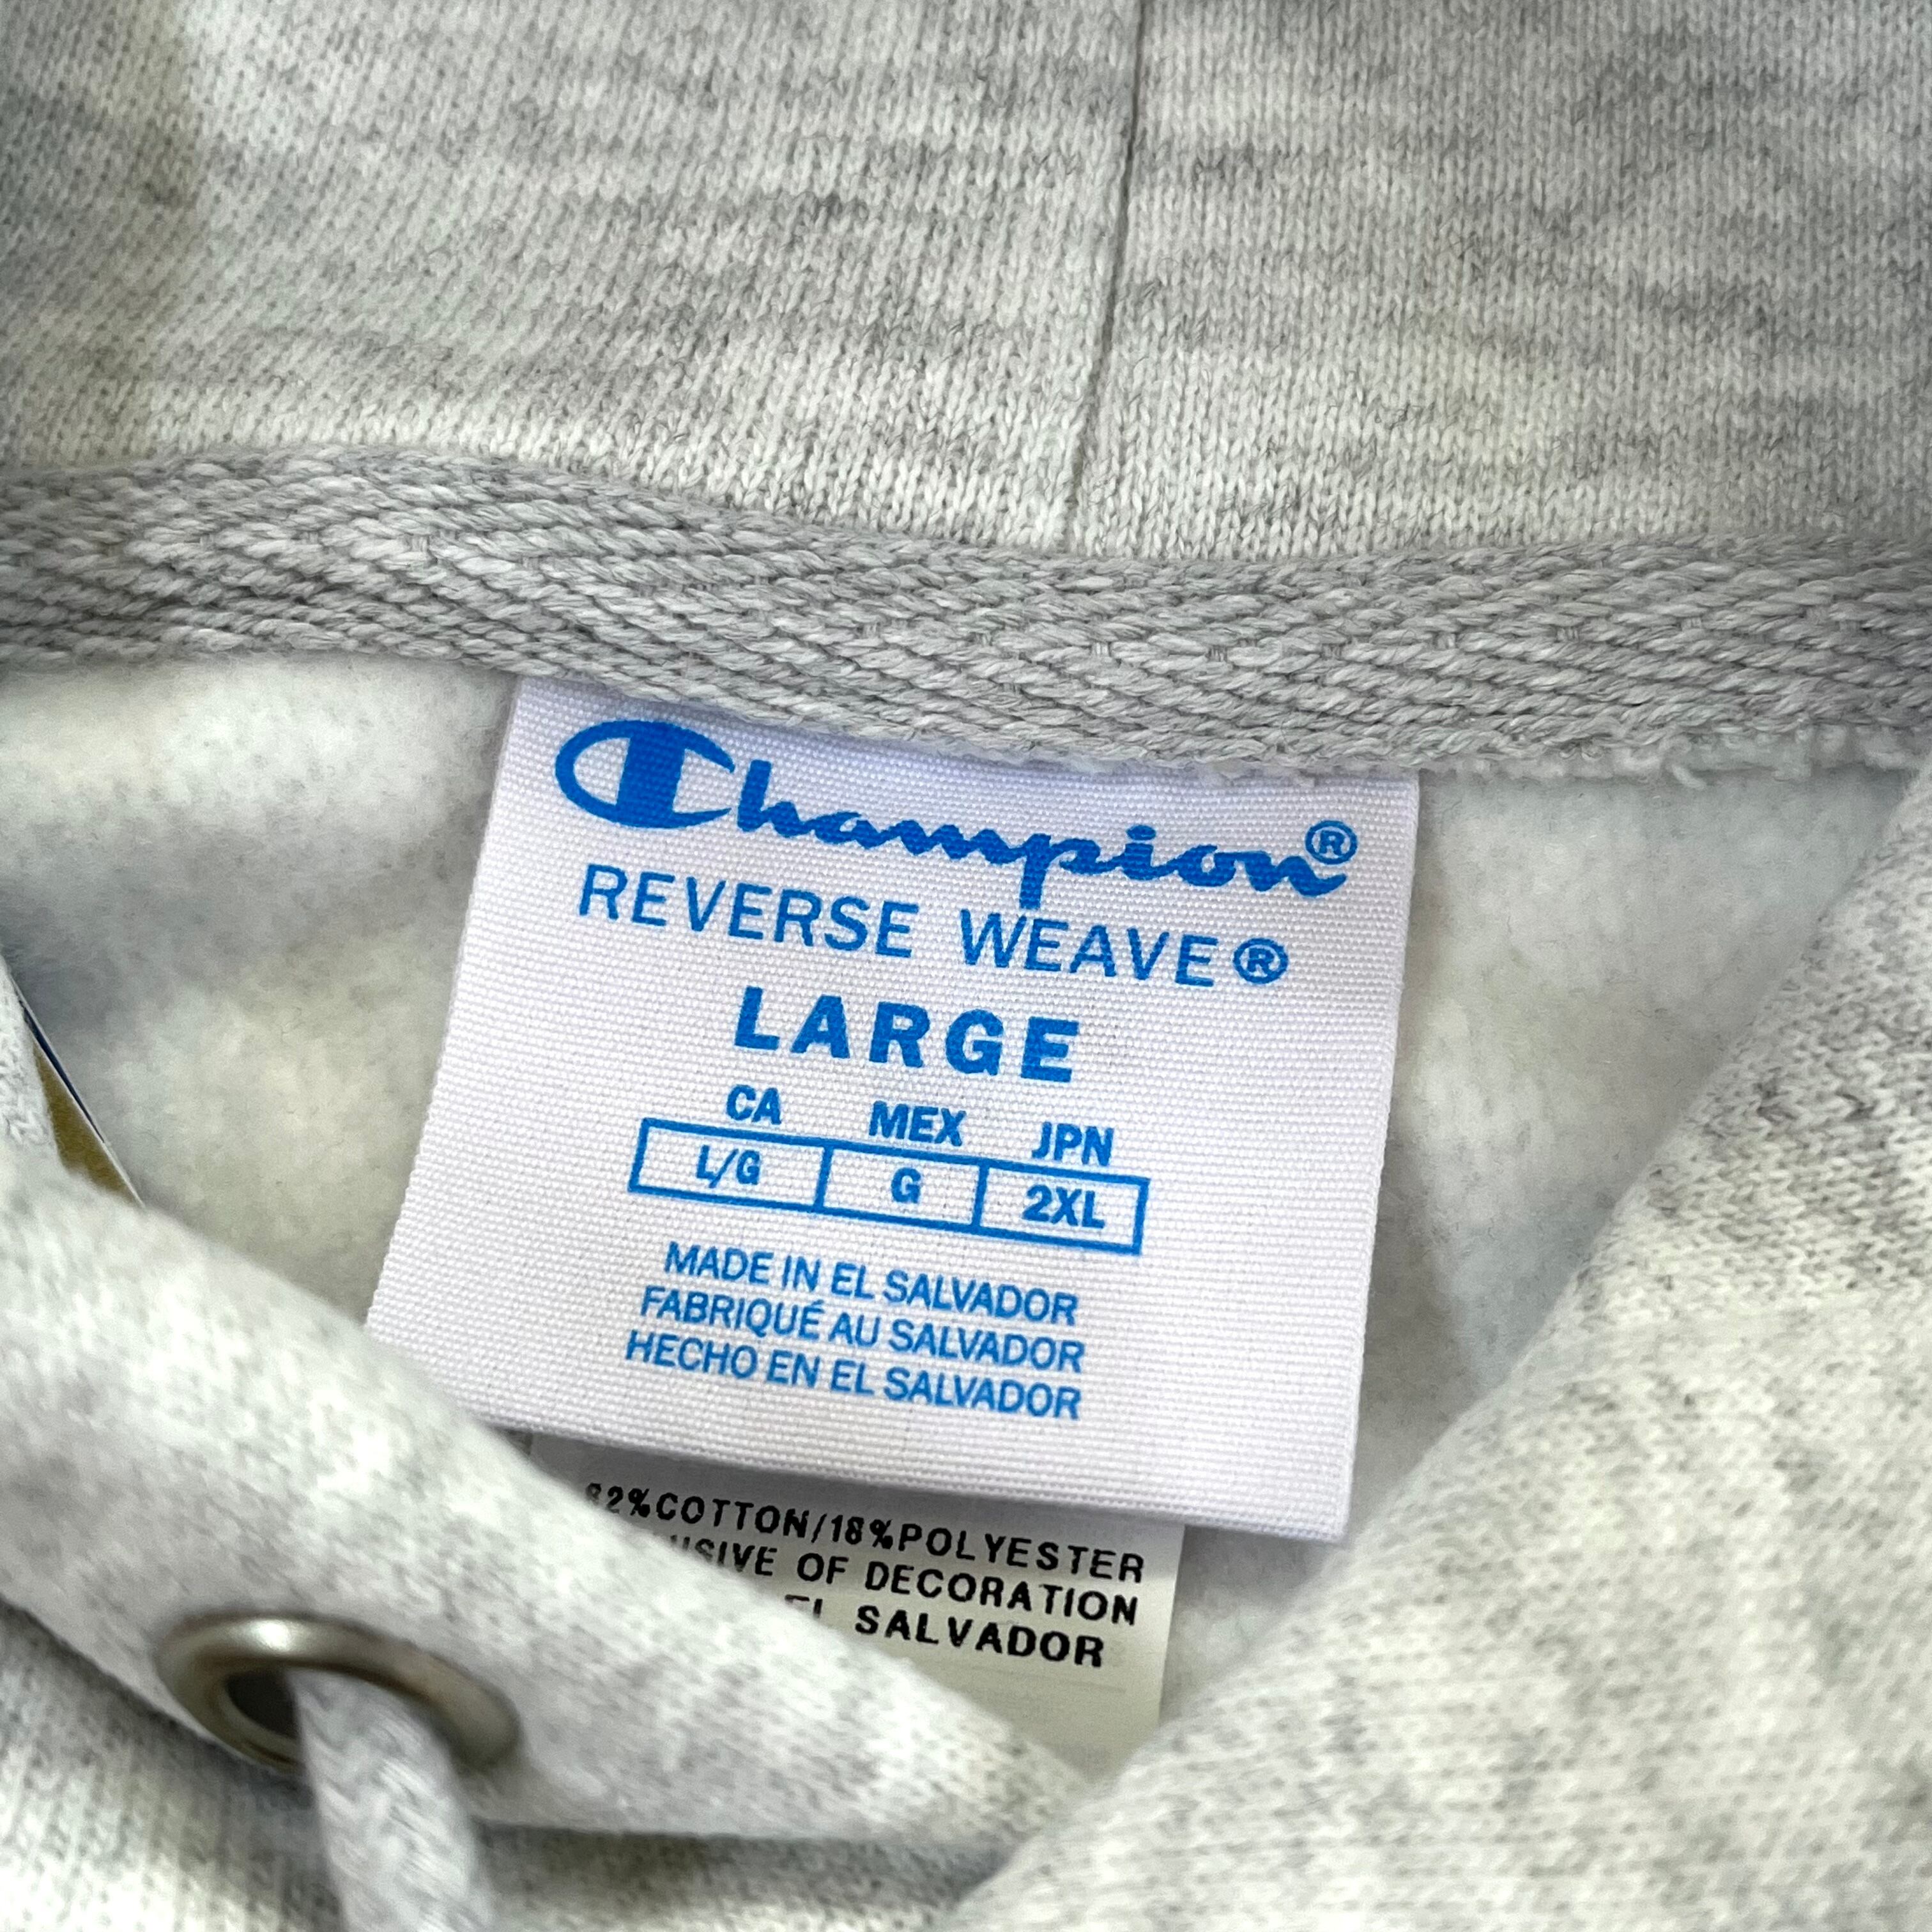 Champion®
REVERSE WEAVE®
LARGE
CA MEX JPN
L/G G 2XL
MADE IN EL SALVADOR
FABRIQUÉ AU SALVADOR
HECHO EN EL SALVADOR
82%COTTON/18%POLYESTER
OF DECORATION
EL SALVADOR